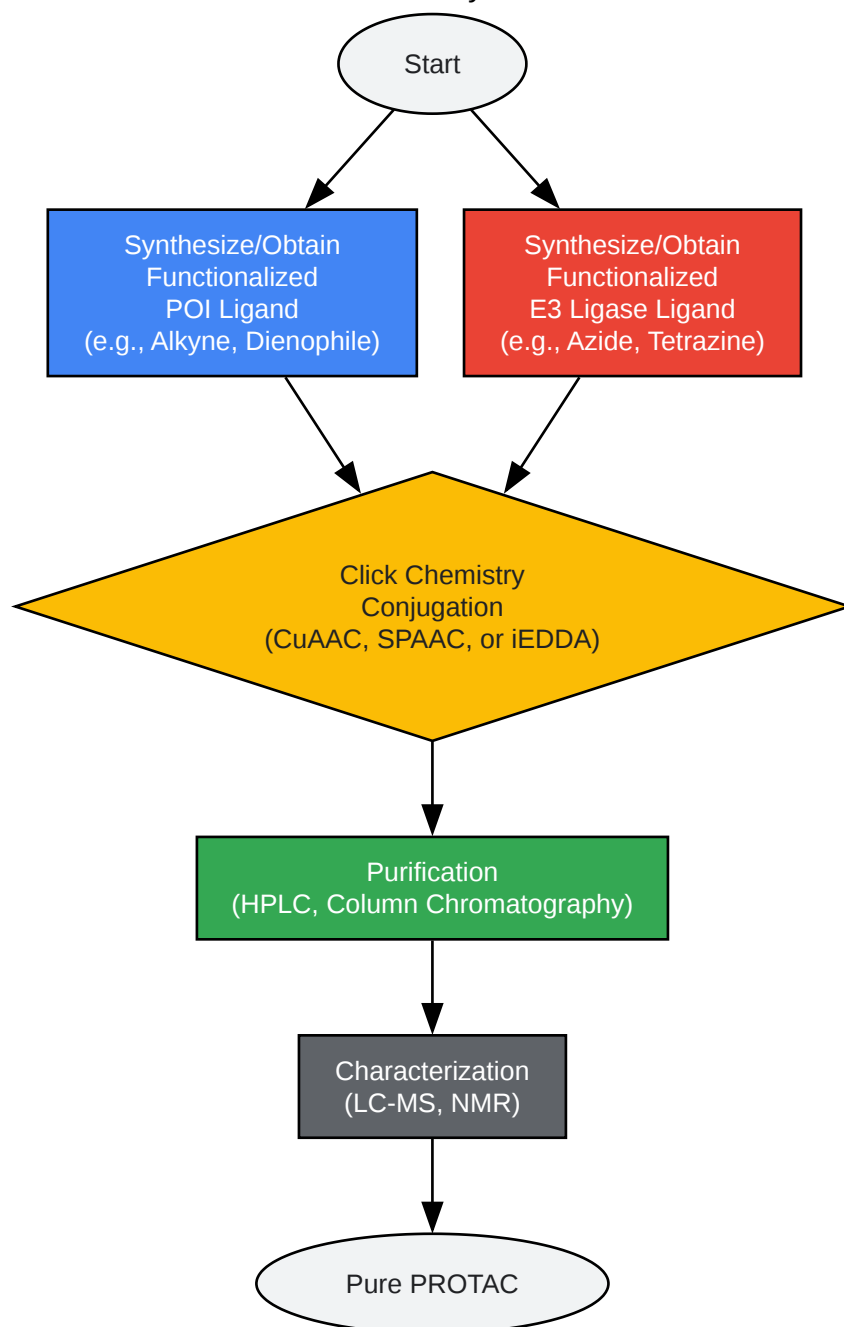 Start
Synthesize/Obtain
Functionalized
POI Ligand
(e.g., Alkyne, Dienophile)
Synthesize/Obtain
Functionalized
E3 Ligase Ligand
(e.g., Azide, Tetrazine)
Click Chemistry
Conjugation
(CuAAC, SPAAC, or iEDDA)
Purification
(HPLC, Column Chromatography)
Characterization
(LC-MS, NMR)
Pure PROTAC